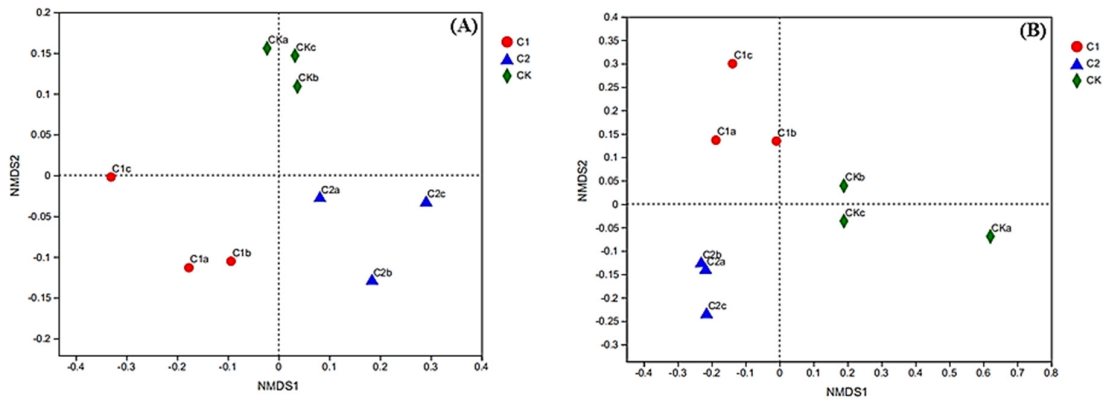 (A)
0.2
0.15
0.1
0.05
0
-0.05
-0.1
-0.15
-0.2
NMDS2
-0.4
-0.3
-0.2
-0.1
0
0.1
0.2
0.3
0.4
NMDS1
CKa
CKc
CKb
C1c
C1a
C1b
C2a
C2c
C2b
C1
C2
CK
(B)
0.4
0.35
0.3
0.25
0.2
0.15
0.1
0.05
0
-0.05
-0.1
-0.15
-0.2
-0.25
-0.3
NMDS2
-0.4
-0.3
-0.2
-0.1
0
0.1
0.2
0.3
0.4
0.5
0.6
0.7
0.8
NMDS1
C1c
C1a
C1b
CKb
CKc
CKa
C2b
C2a
C2c
C1
C2
CK